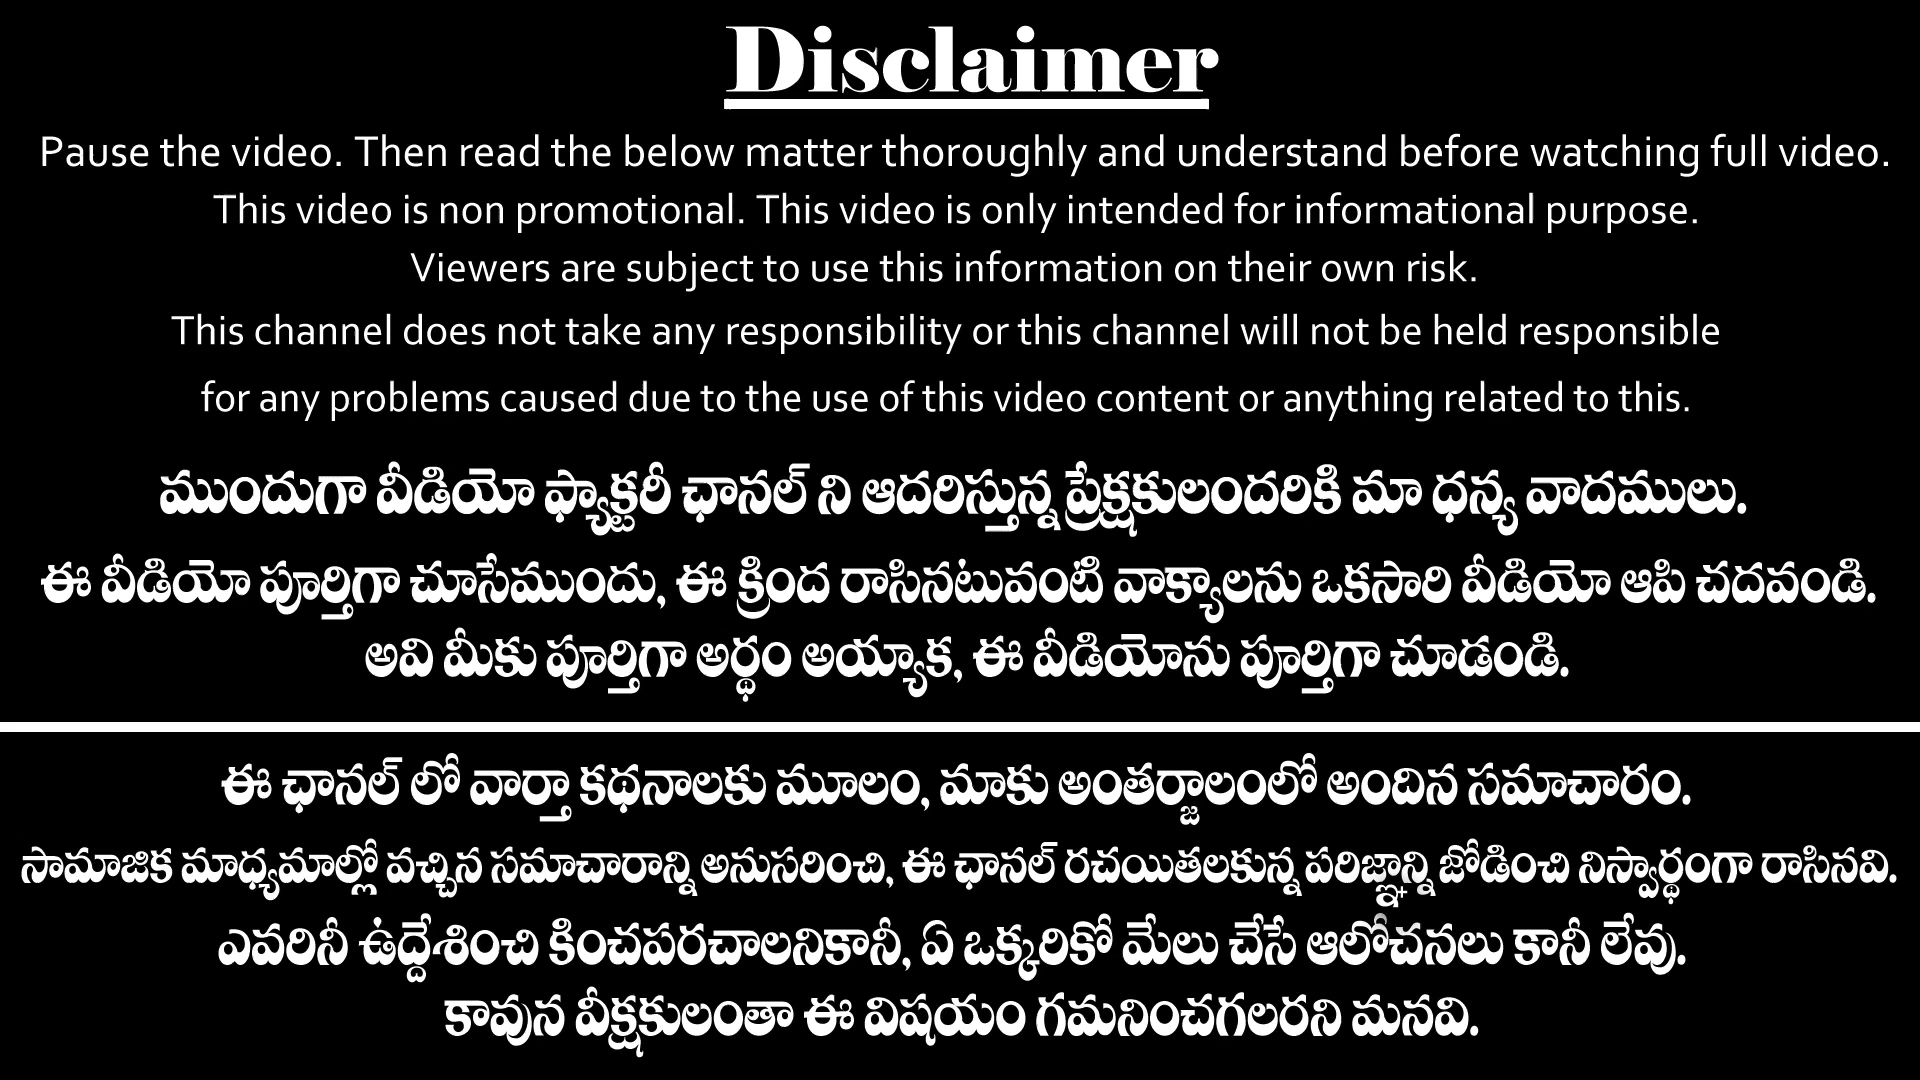 Disclaimer
Pause the video. Then read the below matter thoroughly and understand before watching full video.
This video is non promotional. This video is only intended for informational purpose.
Viewers are subject to use this information on their own risk.
This channel does not take any responsibility or this channel will not be held responsible
for any problems caused due to the use of this video content or anything related to this.
ముందుగా వీడియో ఫ్యాక్టరీ ఛానల్ ని ఆదరిస్తున్న ప్రేక్షకులందరికి మా ధన్య వాదములు.
ఈ వీడియో పూర్తిగా చూసేముందు, ఈ క్రింద రాసినటువంటి వాక్యాలను ఒకసారి వీడియో ఆపి చదవండి.
అవి మీకు పూర్తిగా అర్థం అయ్యాక, ఈ వీడియోను పూర్తిగా చూడండి.
ఈ ఛానల్ లో వార్తా కథనాలకు మూలం, మాకు అంతర్జాలంలో అందిన సమాచారం.
సామాజిక మాధ్యమాల్లో వచ్చిన సమాచారాన్ని అనుసరించి, ఈ ఛానల్ రచయితలకున్న పరిజ్ఞాన్ని జోడించి నిస్వార్థంగా రాసినవి.
ఎవరినీ ఉద్దేశించి కించపరచాలనికానీ, ఏ ఒక్కరికో మేలు చేసే ఆలోచనలు కానీ లేవు.
కావున వీక్షకులంతా ఈ విషయం గమనించగలరని మనవి.